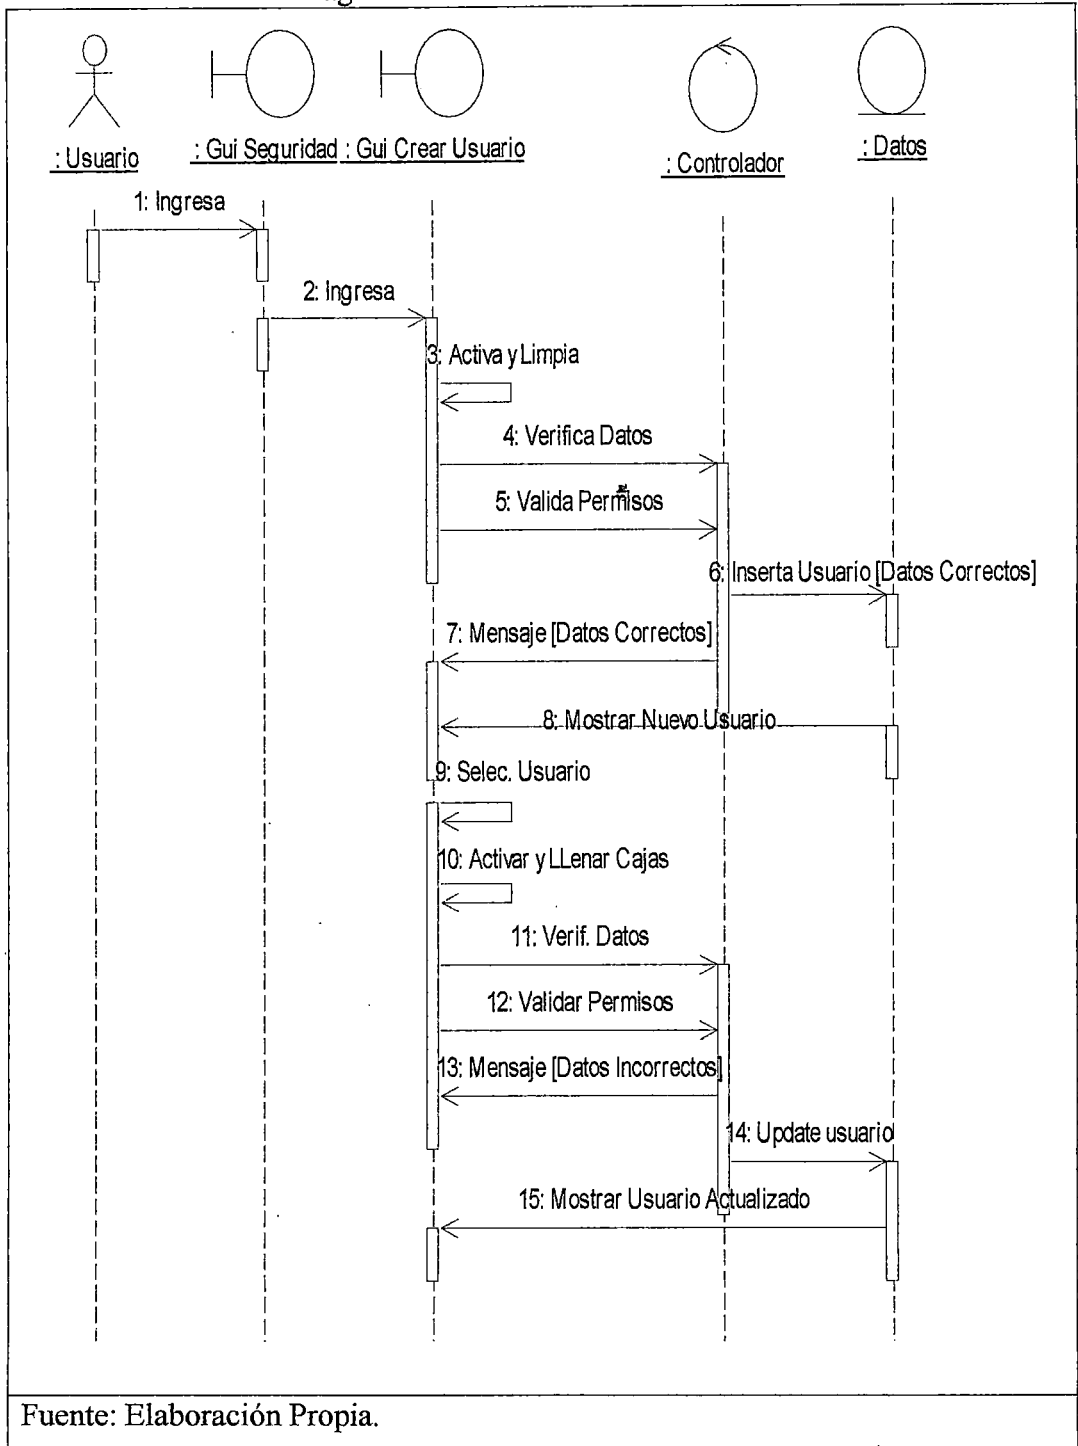 : Usuario
: Gui Seguridad
: Gui Crear Usuario
: Controlador
: Datos
1: Ingresa
2: Ingresa
3: Activa y Limpia
4: Verifica Datos
5: Valida Permisos
6: Inserta Usuario [Datos Correctos]
7: Mensaje [Datos Correctos]
8: Mostrar Nuevo Usuario
9: Selec. Usuario
10: Activar y LLenar Cajas
11: Verif. Datos
12: Validar Permisos
13: Mensaje [Datos Incorrectos]
14: Update usuario
15: Mostrar Usuario Actualizado
Fuente: Elaboración Propia.